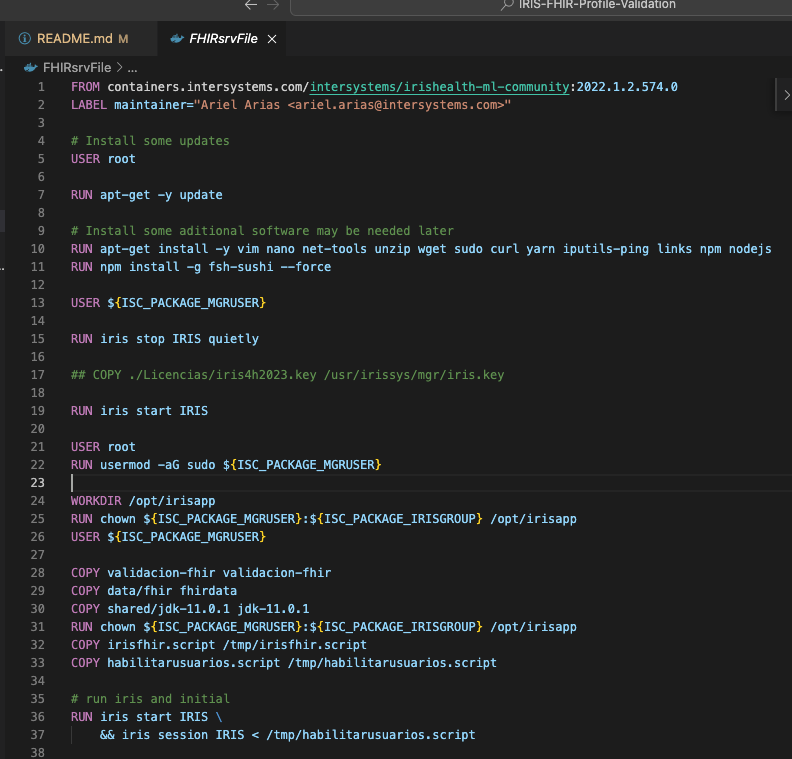 IRIS-FHIR-Profile-Validation
README.md M
FHIRsrvFile
FHIRsrvFile > ...
1 FROM containers.intersystems.com/intersystems/irishealth-ml-community:2022.1.2.574.0
2 LABEL maintainer="Ariel Arias <ariel.arias@intersystems.com>"
3
4 # Install some updates
5 USER root
6
7 RUN apt-get -y update
8
9 # Install some aditional software may be needed later
10 RUN apt-get install -y vim nano net-tools unzip wget sudo curl yarn iputils-ping links npm nodejs
11 RUN npm install -g fsh-sushi --force
12
13 USER ${ISC_PACKAGE_MGRUSER}
14
15 RUN iris stop IRIS quietly
16
17 ## COPY ./Licencias/iris4h2023.key /usr/irissys/mgr/iris.key
18
19 RUN iris start IRIS
20
21 USER root
22 RUN usermod -aG sudo ${ISC_PACKAGE_MGRUSER}
23
24 WORKDIR /opt/irisapp
25 RUN chown ${ISC_PACKAGE_MGRUSER}:${ISC_PACKAGE_IRISGROUP} /opt/irisapp
26 USER ${ISC_PACKAGE_MGRUSER}
27
28 COPY validacion-fhir validacion-fhir
29 COPY data/fhir fhirdata
30 COPY shared/jdk-11.0.1 jdk-11.0.1
31 RUN chown ${ISC_PACKAGE_MGRUSER}:${ISC_PACKAGE_IRISGROUP} /opt/irisapp
32 COPY irisfhir.script /tmp/irisfhir.script
33 COPY habilitarusuarios.script /tmp/habilitarusuarios.script
34
35 # run iris and initial
36 RUN iris start IRIS \
37 && iris session IRIS < /tmp/habilitarusuarios.script
38